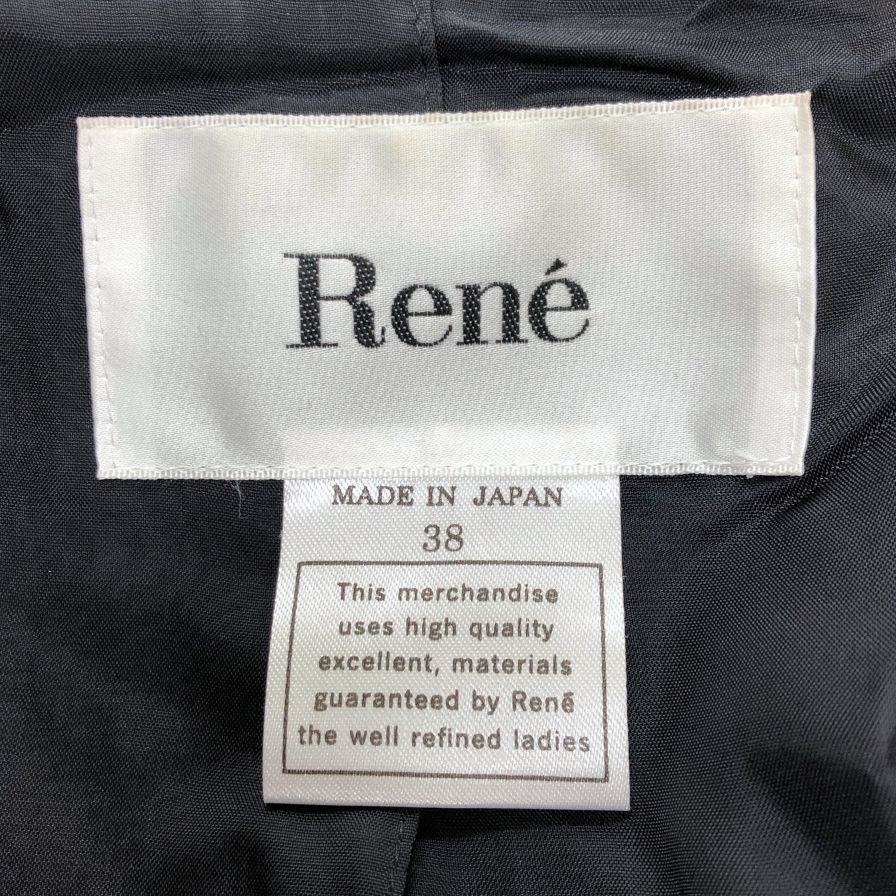 René
MADE IN JAPAN
38
This merchandise
uses high quality
excellent, materials
guaranteed by René
the well refined ladies